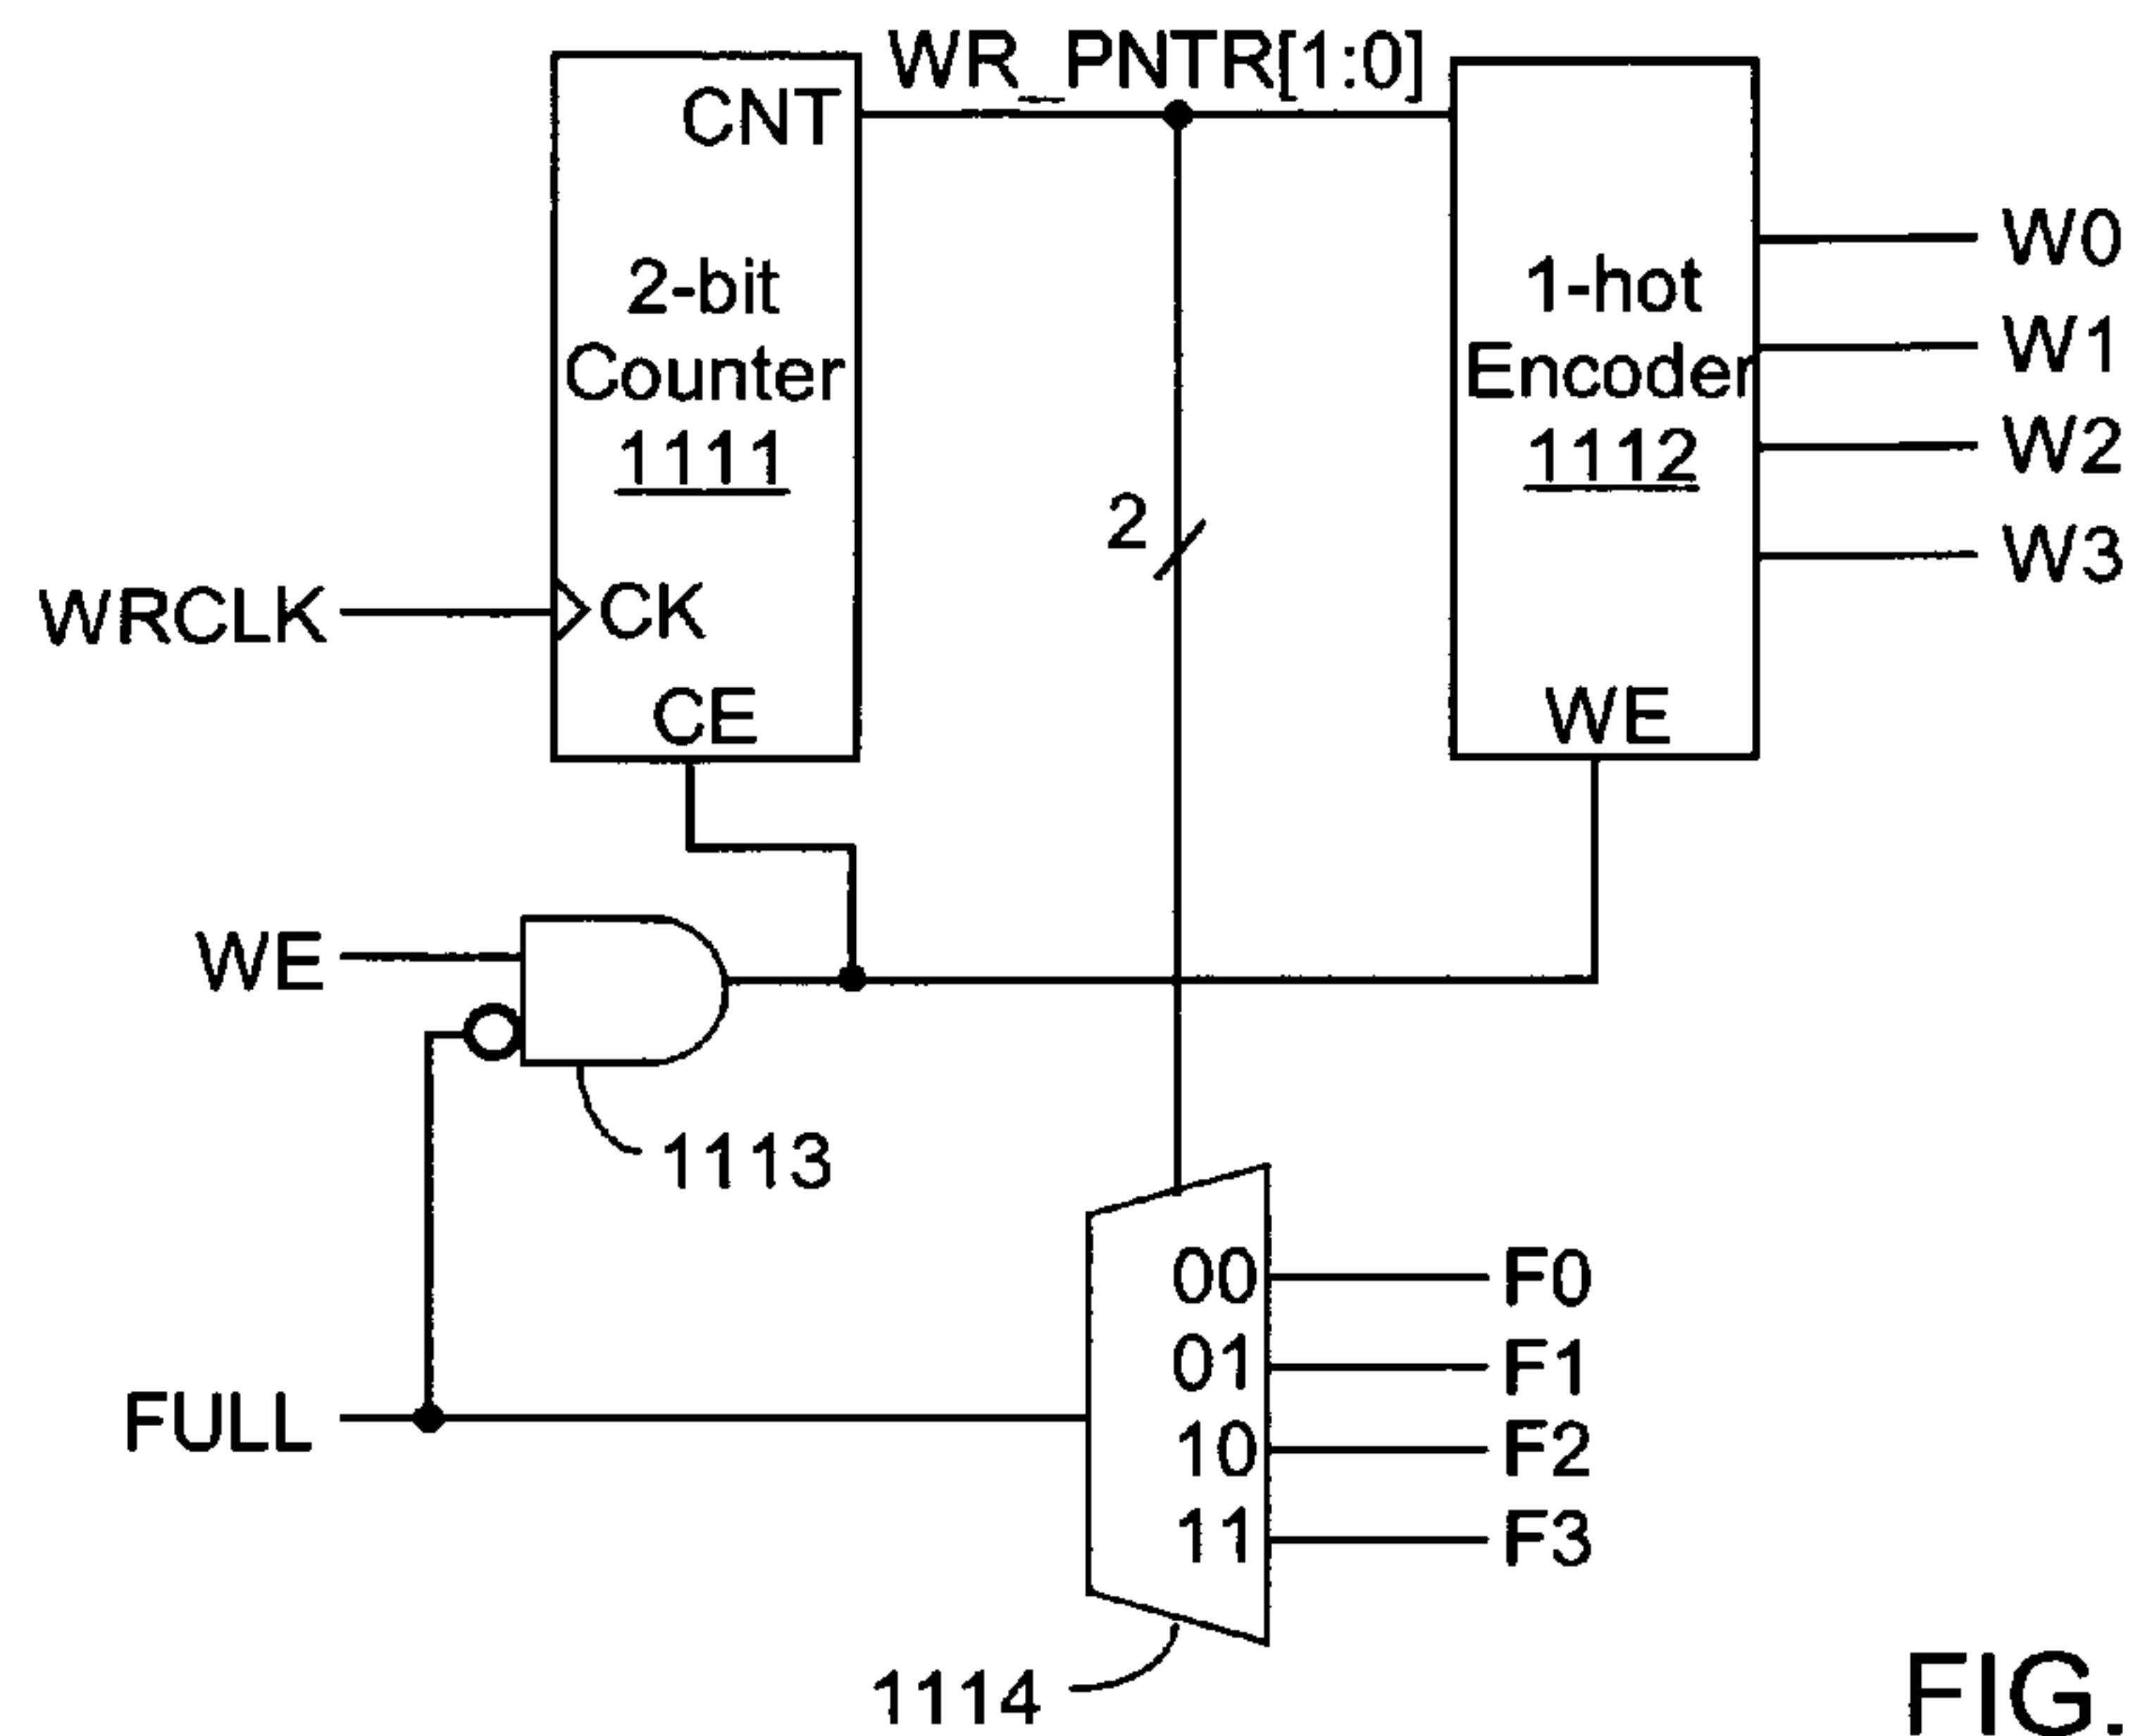 WR_PNTR[1:0]
CNT
2-bit
Counter
1111
CK
CE
WRCLK
1-hot
Encoder
1112
WE
W0
W1
W2
W3
2
WE
1113
FULL
00
01
10
11
F0
F1
F2
F3
1114
FIG.